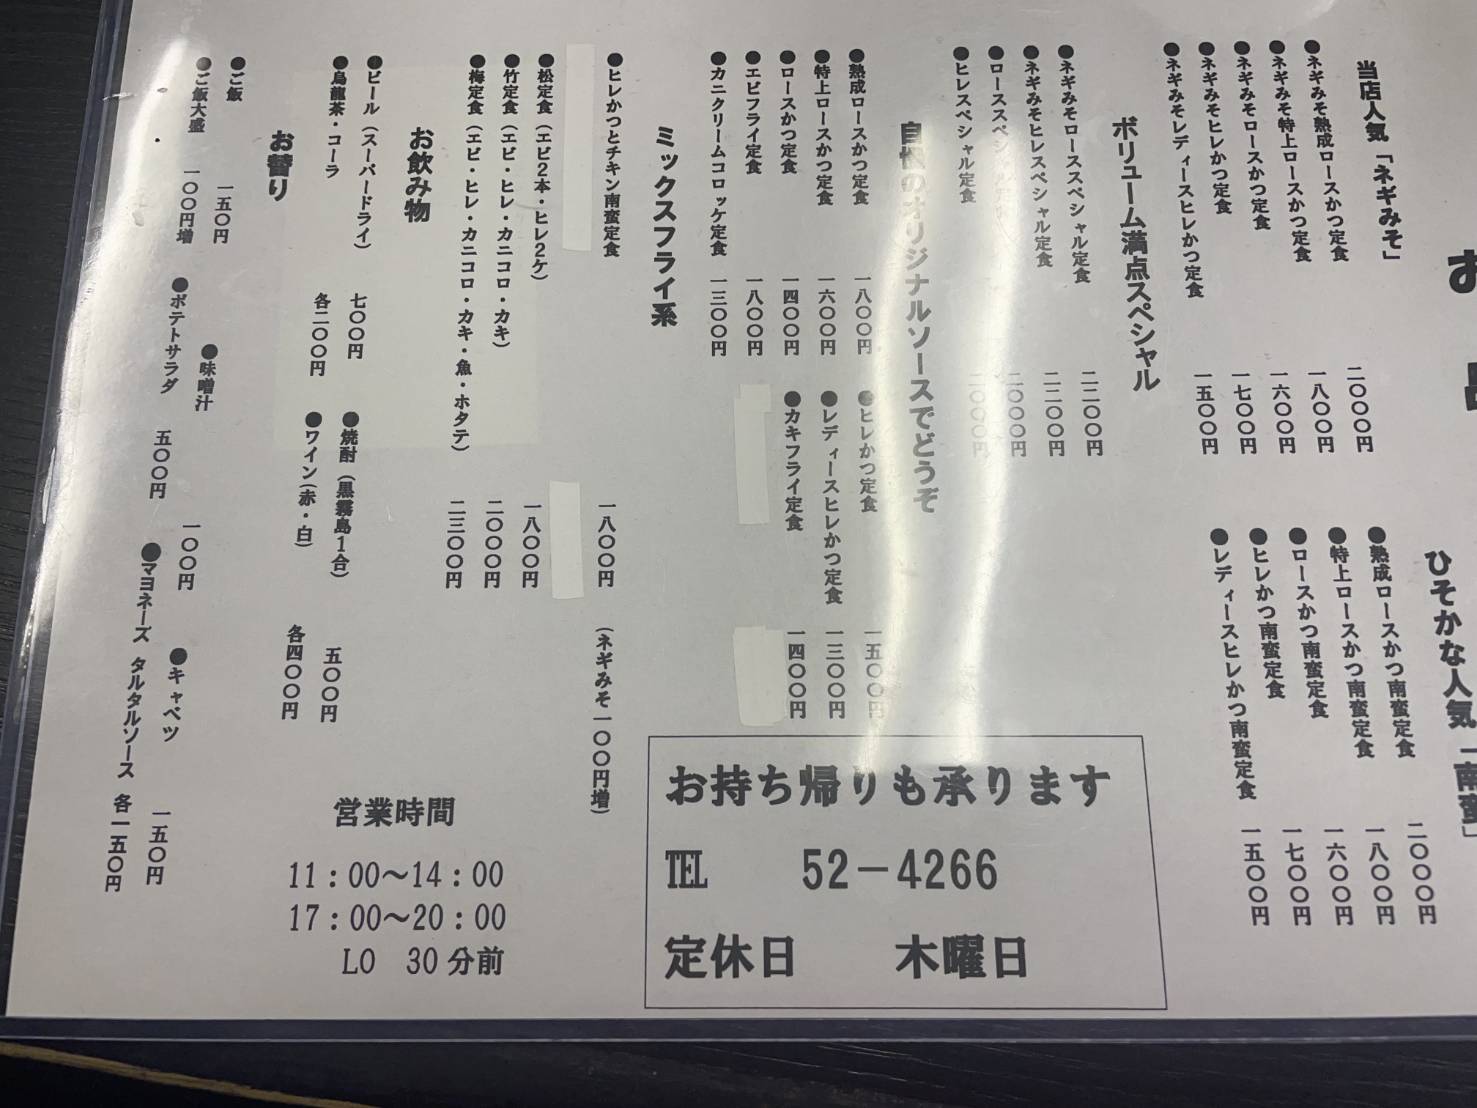 お
当店人気「ネギみそ」
●ネギみそ熟成ロースかつ定食 二〇〇〇円
●ネギみそ特上ロースかつ定食 一八〇〇円
●ネギみそロースかつ定食 一六〇〇円
●ネギみそヒレかつ定食 一七〇〇円
●ネギみそレディースヒレかつ定食 一五〇〇円
ひそかな人気「南蛮」
●熟成ロースかつ南蛮定食 二〇〇〇円
●特上ロースかつ南蛮定食 一八〇〇円
●ロースかつ南蛮定食 一六〇〇円
●ヒレかつ南蛮定食 一七〇〇円
●レディースヒレかつ南蛮定食 一五〇〇円
ボリューム満点スペシャル
●ネギみそローススペシャル定食 二二〇〇円
●ネギみそヒレスペシャル定食 二二〇〇円
●ローススペシャル定食 二〇〇〇円
●ヒレスペシャル定食 二〇〇〇円
自慢のオリジナルソースでどうぞ
●熟成ロースかつ定食 一八〇〇円
●特上ロースかつ定食 一六〇〇円
●ロースかつ定食 一四〇〇円
●エビフライ定食 一八〇〇円
●カニクリームコロッケ定食 一三〇〇円
●ヒレかつ定食 一五〇〇円
●レディースヒレかつ定食 一三〇〇円
●カキフライ定食 一四〇〇円
ミックスフライ系
●ヒレかつとチキン南蛮定食 一八〇〇円 (ネギみそ一〇〇円増)
●松定食 (エビ2本・ヒレ2ケ) 一八〇〇円
●竹定食 (エビ・ヒレ・カニコロ・カキ) 二〇〇〇円
●梅定食 (エビ・ヒレ・カニコロ・カキ・魚・ホタテ) 二三〇〇円
お飲み物
●ビール (スーパードライ) 七〇〇円
●烏龍茶・コーラ 各二〇〇円
●焼酎 (黒霧島1合) 五〇〇円
●ワイン(赤・白) 各四〇〇円
お替り
●ご飯 一五〇円
●ご飯大盛 一〇〇円増
●味噌汁 一〇〇円
●ポテトサラダ 五〇〇円
●キャベツ 一五〇円
●マヨネーズ タルタルソース 各一五〇円
営業時間
11:00～14:00
17:00～20:00
LO 30分前
お持ち帰りも承ります
TEL 52－4266
定休日 木曜日